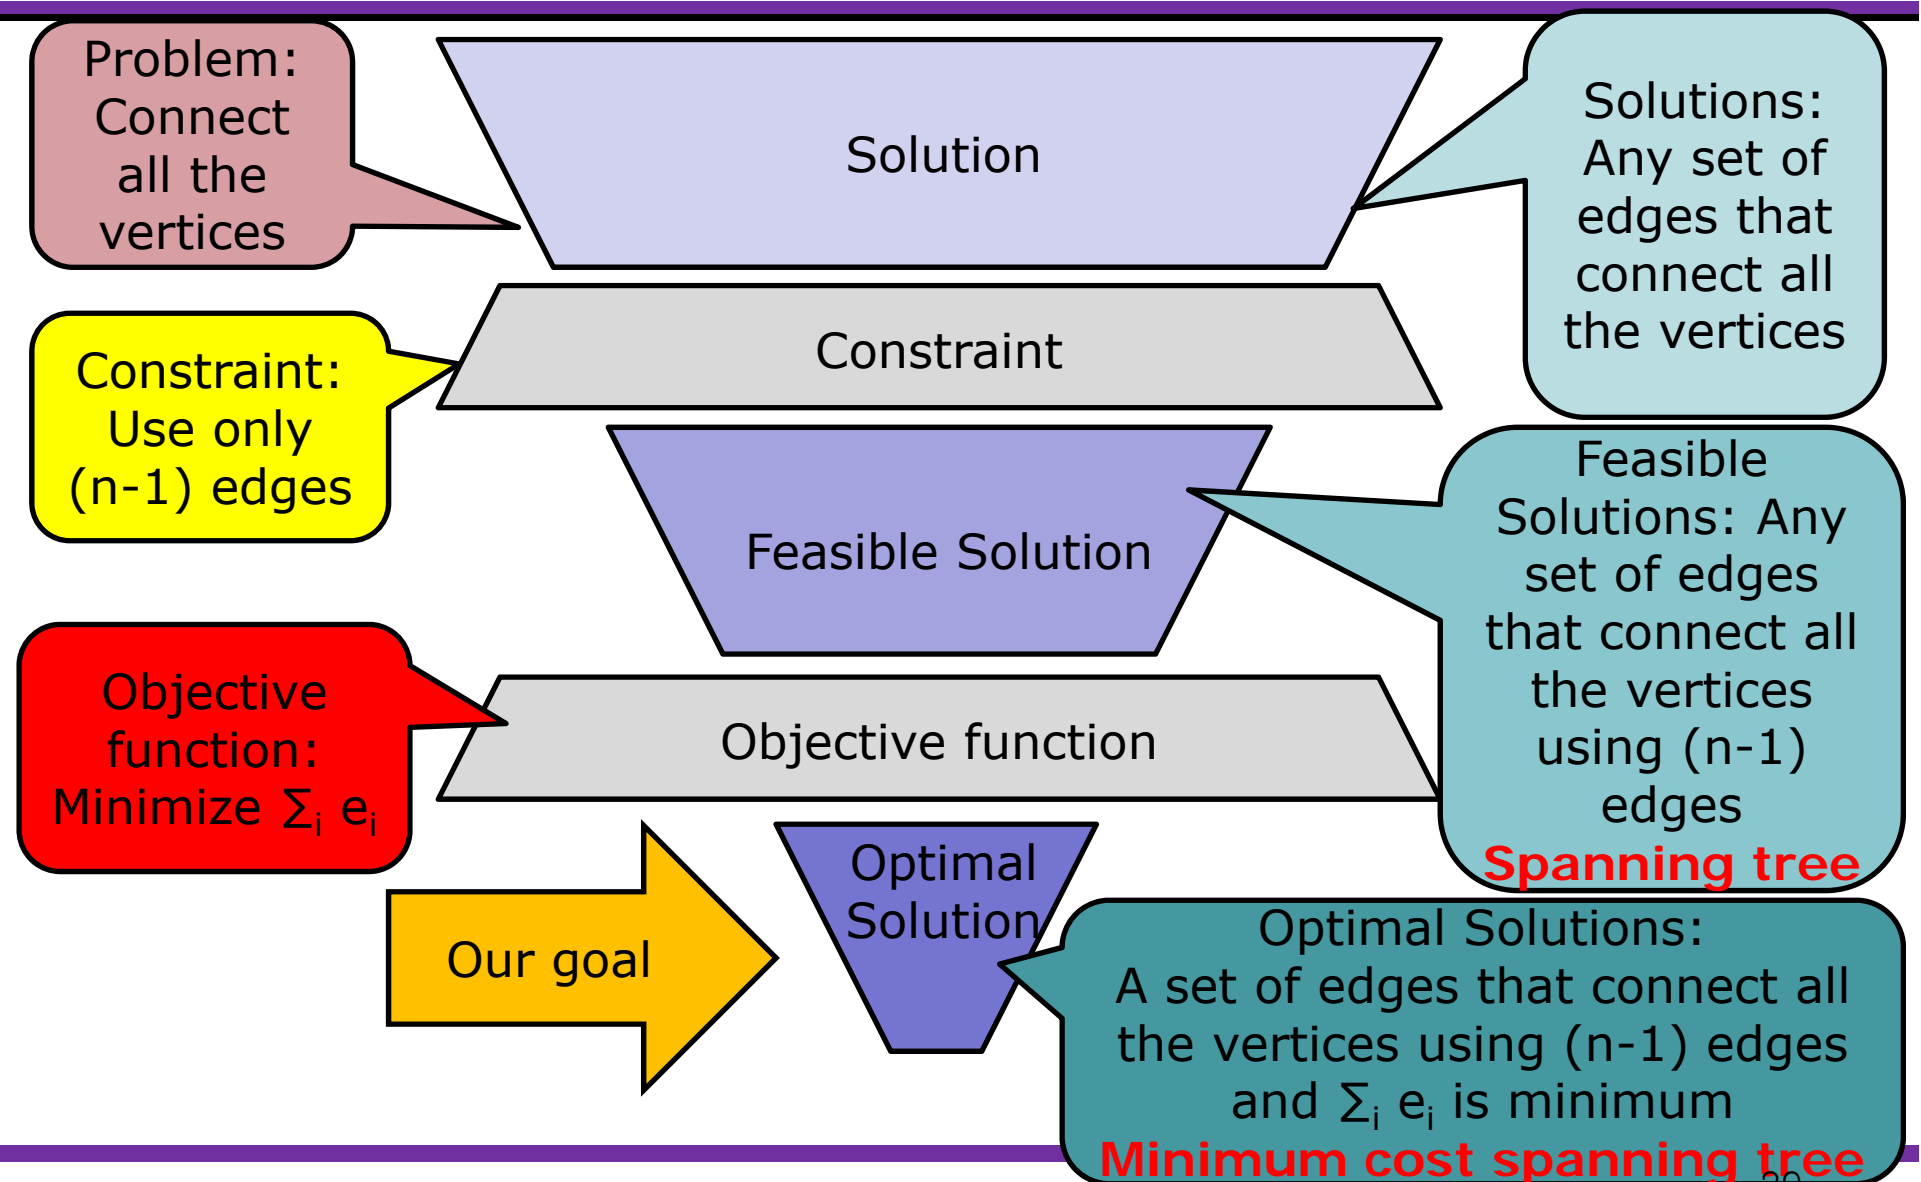 Problem:
Connect
all the
vertices
Solution
Solutions:
Any set of
edges that
connect all
the vertices
Constraint:
Use only
(n-1) edges
Constraint
Feasible Solution
Feasible
Solutions: Any
set of edges
that connect all
the vertices
using (n-1)
edges
Spanning tree
Objective
function:
Minimize ∑i ei
Objective function
Our goal
Optimal
Solution
Optimal Solutions:
A set of edges that connect all
the vertices using (n-1) edges
and ∑i ei is minimum
Minimum cost spanning tree